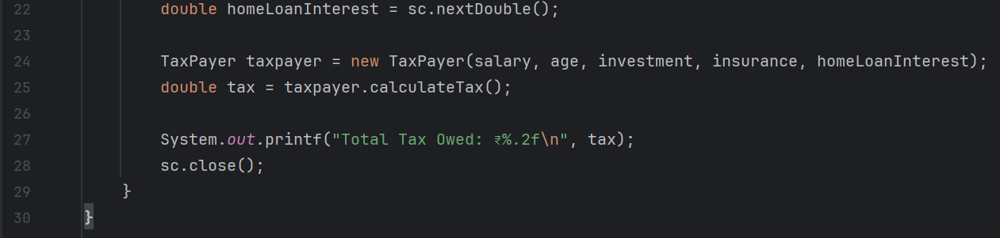 22 double homeLoanInterest = sc.nextDouble();
23
24 TaxPayer taxpayer = new TaxPayer(salary, age, investment, insurance, homeLoanInterest);
25 double tax = taxpayer.calculateTax();
26
27 System.out.printf("Total Tax Owed: ₹%.2f\n", tax);
28 sc.close();
29 }
30 }